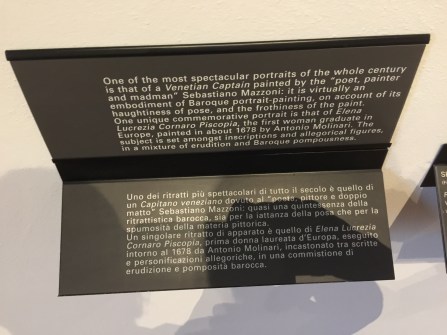 One of the most spectacular portraits of the whole century
is that of a Venetian Captain painted by the "poet, painter
and madman" Sebastiano Mazzoni: it is virtually an
embodiment of Baroque portrait-painting, on account of its
haughtiness of pose, and the frothiness of the paint.
One unique commemorative portrait is that of Elena
Lucrezia Cornaro Piscopia, the first woman graduate in
Europe, painted in about 1678 by Antonio Molinari. The
subject is set amongst inscriptions and allegorical figures,
in a mixture of erudition and Baroque pompousness.
Uno dei ritratti più spettacolari di tutto il secolo è quello di
un Capitano veneziano dovuto al "poeta, pittore e doppio
matto" Sebastiano Mazzoni: quasi una quintessenza della
ritrattistica barocca, sia per la iattanza della posa che per la
spumosità della materia pittorica.
Un singolare ritratto di apparato è quello di Elena Lucrezia
Cornaro Piscopia, prima donna laureata d'Europa, eseguito
intorno al 1678 da Antonio Molinari, incastonato tra scritte
e personificazioni allegoriche, in una commistione di
erudizione e pomposità barocca.